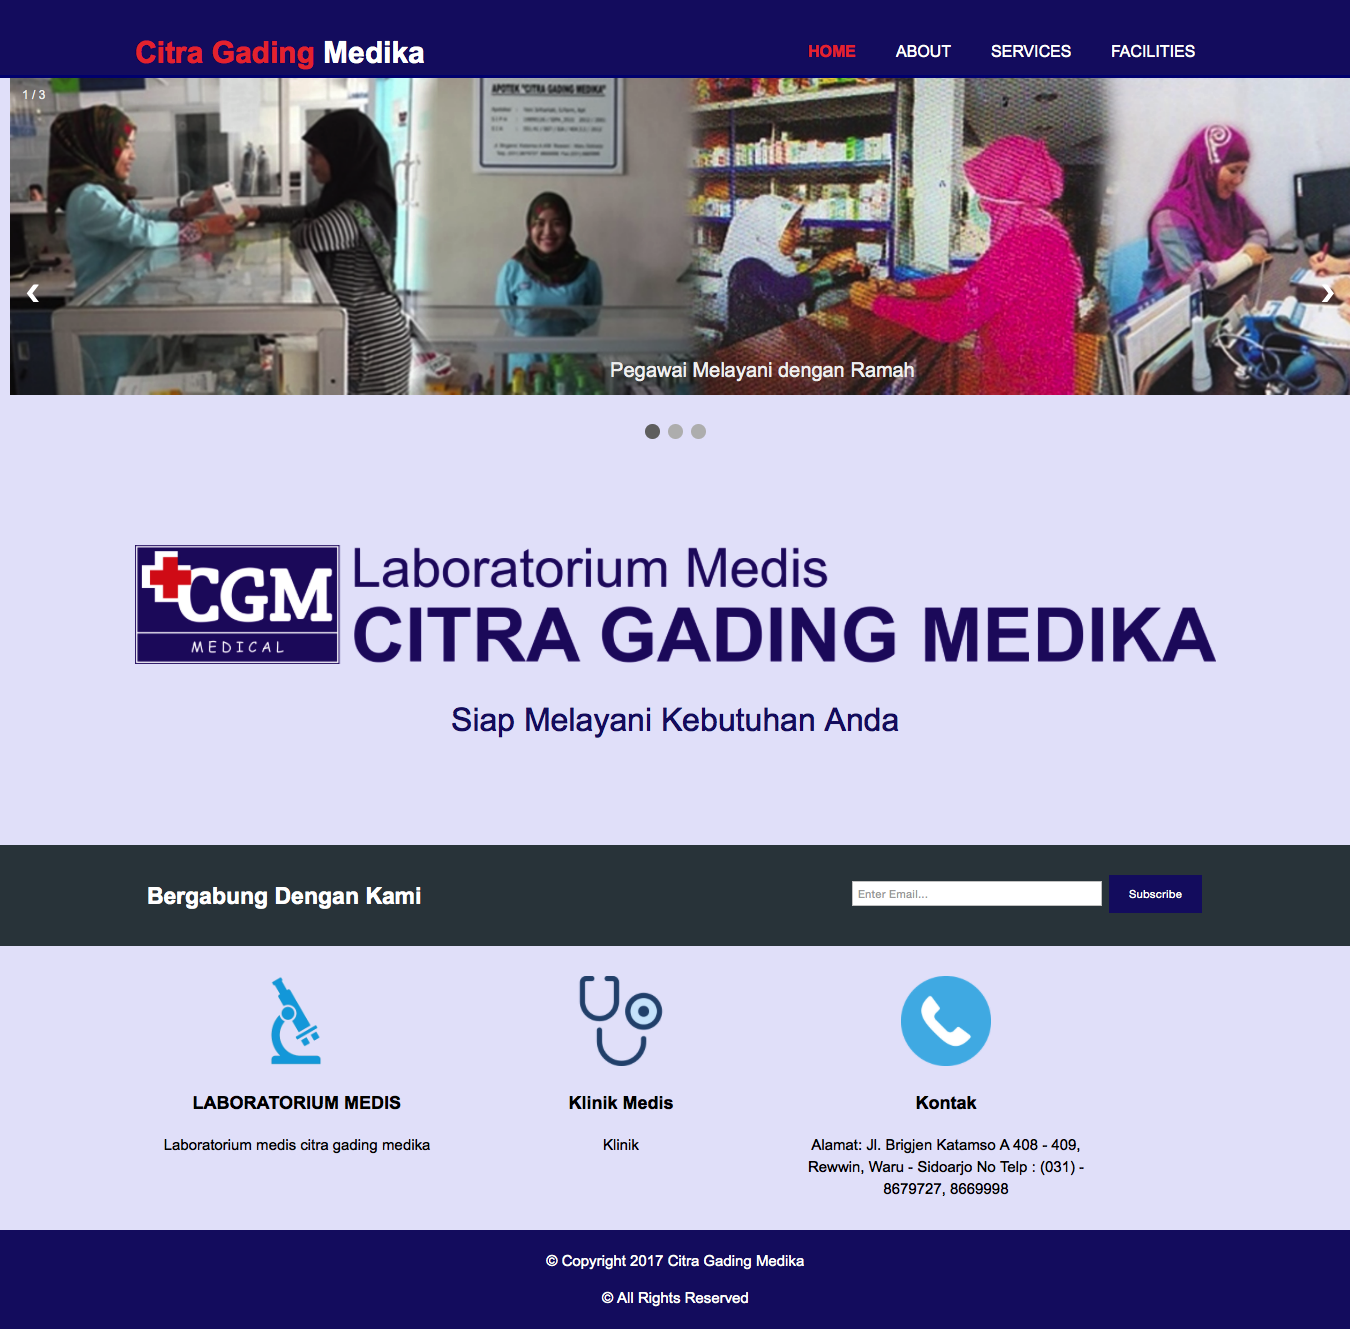 Citra Gading Medika
HOME ABOUT SERVICES FACILITIES
1 / 3
APOTEK "CITRA GADING MEDIKA"
Pegawai Melayani dengan Ramah
CGM
MEDICAL
Laboratorium Medis
CITRA GADING MEDIKA
Siap Melayani Kebutuhan Anda
Bergabung Dengan Kami
Enter Email...
Subscribe
LABORATORIUM MEDIS
Laboratorium medis citra gading medika
Klinik Medis
Klinik
Kontak
Alamat: Jl. Brigjen Katamso A 408 - 409,
Rewwin, Waru - Sidoarjo No Telp : (031) -
8679727, 8669998
© Copyright 2017 Citra Gading Medika
© All Rights Reserved